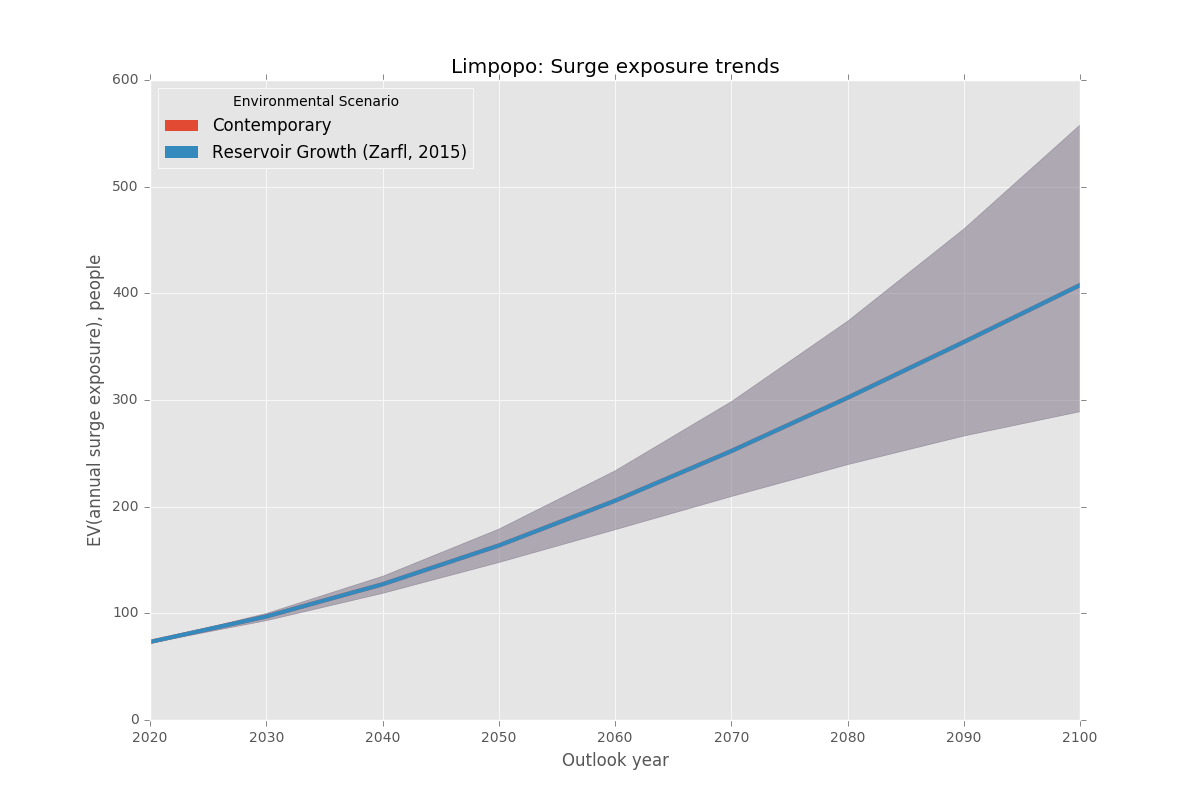 Limpopo: Surge exposure trends
600
Environmental Scenario
Contemporary
Reservoir Growth (Zarfl, 2015)
500
400
300
200
100
0
EV(annual surge exposure), people
2020 2030 2040 2050 2060 2070 2080 2090 2100
Outlook year